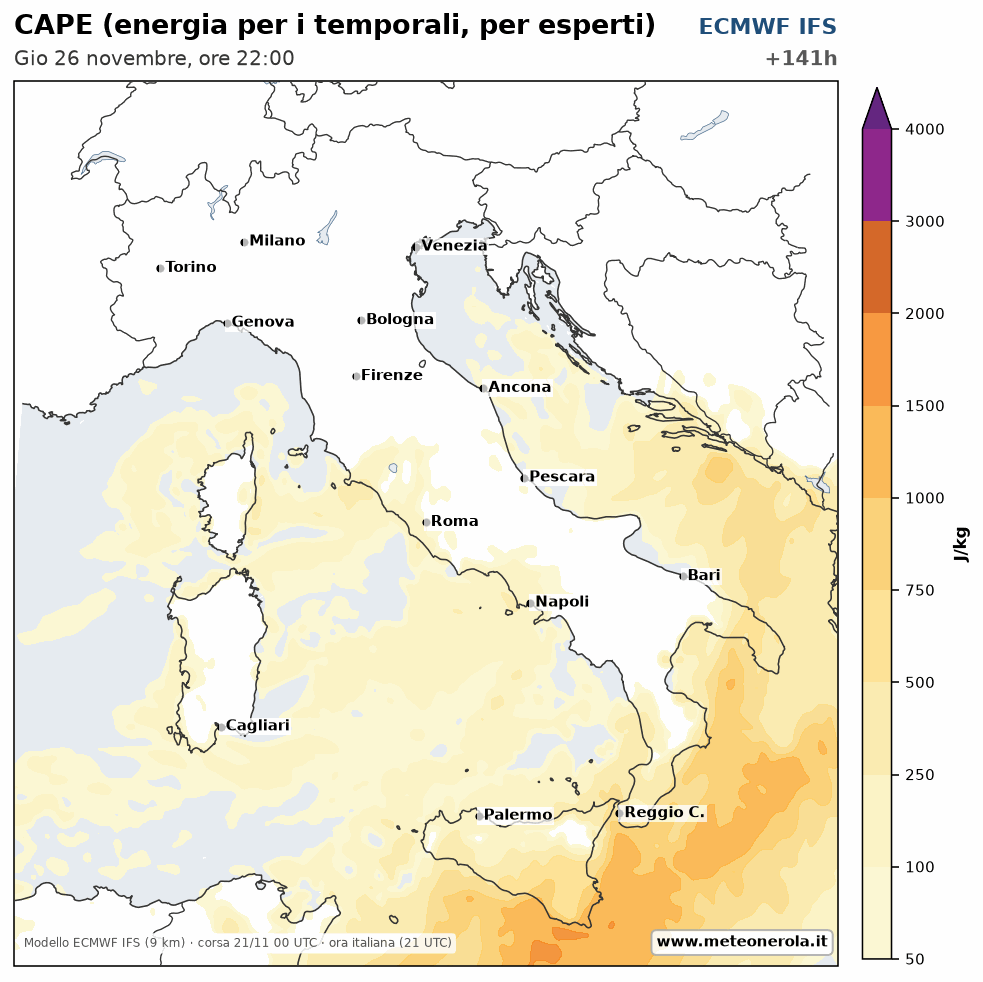 CAPE (energia per i temporali, per esperti)
ECMWF IFS
Gio 26 novembre, ore 22:00
+141h
Milano
Venezia
Torino
Genova
Bologna
Firenze
Ancona
Pescara
Roma
Bari
Napoli
Cagliari
Palermo
Reggio C.
4000
3000
2000
1500
1000
750
500
250
100
50
J/kg
Modello ECMWF IFS (9 km) · corsa 21/11 00 UTC · ora italiana (21 UTC)
www.meteonerola.it